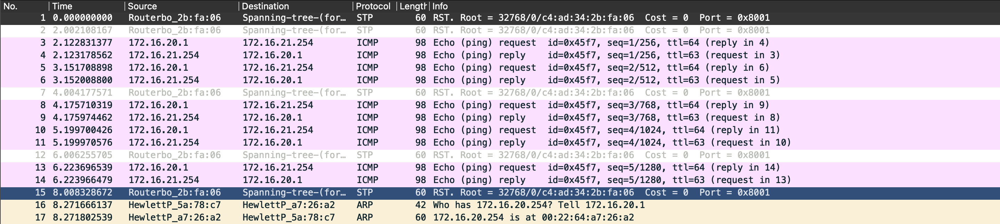 No. Time Source Destination Protocol Length Info
1 0.000000000 Routerbo_2b:fa:06 Spanning-tree-(for… STP 60 RST. Root = 32768/0/c4:ad:34:2b:fa:06 Cost = 0 Port = 0x8001
2 2.002108167 Routerbo_2b:fa:06 Spanning-tree-(for… STP 60 RST. Root = 32768/0/c4:ad:34:2b:fa:06 Cost = 0 Port = 0x8001
3 2.122831377 172.16.20.1 172.16.21.254 ICMP 98 Echo (ping) request id=0x45f7, seq=1/256, ttl=64 (reply in 4)
4 2.123178562 172.16.21.254 172.16.20.1 ICMP 98 Echo (ping) reply id=0x45f7, seq=1/256, ttl=63 (request in 3)
5 3.151708898 172.16.20.1 172.16.21.254 ICMP 98 Echo (ping) request id=0x45f7, seq=2/512, ttl=64 (reply in 6)
6 3.152008800 172.16.21.254 172.16.20.1 ICMP 98 Echo (ping) reply id=0x45f7, seq=2/512, ttl=63 (request in 5)
7 4.004177571 Routerbo_2b:fa:06 Spanning-tree-(for… STP 60 RST. Root = 32768/0/c4:ad:34:2b:fa:06 Cost = 0 Port = 0x8001
8 4.175710319 172.16.20.1 172.16.21.254 ICMP 98 Echo (ping) request id=0x45f7, seq=3/768, ttl=64 (reply in 9)
9 4.175974462 172.16.21.254 172.16.20.1 ICMP 98 Echo (ping) reply id=0x45f7, seq=3/768, ttl=63 (request in 8)
10 5.199700426 172.16.20.1 172.16.21.254 ICMP 98 Echo (ping) request id=0x45f7, seq=4/1024, ttl=64 (reply in 11)
11 5.199970576 172.16.21.254 172.16.20.1 ICMP 98 Echo (ping) reply id=0x45f7, seq=4/1024, ttl=63 (request in 10)
12 6.006255705 Routerbo_2b:fa:06 Spanning-tree-(for… STP 60 RST. Root = 32768/0/c4:ad:34:2b:fa:06 Cost = 0 Port = 0x8001
13 6.223696539 172.16.20.1 172.16.21.254 ICMP 98 Echo (ping) request id=0x45f7, seq=5/1280, ttl=64 (reply in 14)
14 6.223966479 172.16.21.254 172.16.20.1 ICMP 98 Echo (ping) reply id=0x45f7, seq=5/1280, ttl=63 (request in 13)
15 8.008328672 Routerbo_2b:fa:06 Spanning-tree-(for… STP 60 RST. Root = 32768/0/c4:ad:34:2b:fa:06 Cost = 0 Port = 0x8001
16 8.271666137 HewlettP_5a:78:c7 HewlettP_a7:26:a2 ARP 42 Who has 172.16.20.254? Tell 172.16.20.1
17 8.271802539 HewlettP_a7:26:a2 HewlettP_5a:78:c7 ARP 60 172.16.20.254 is at 00:22:64:a7:26:a2